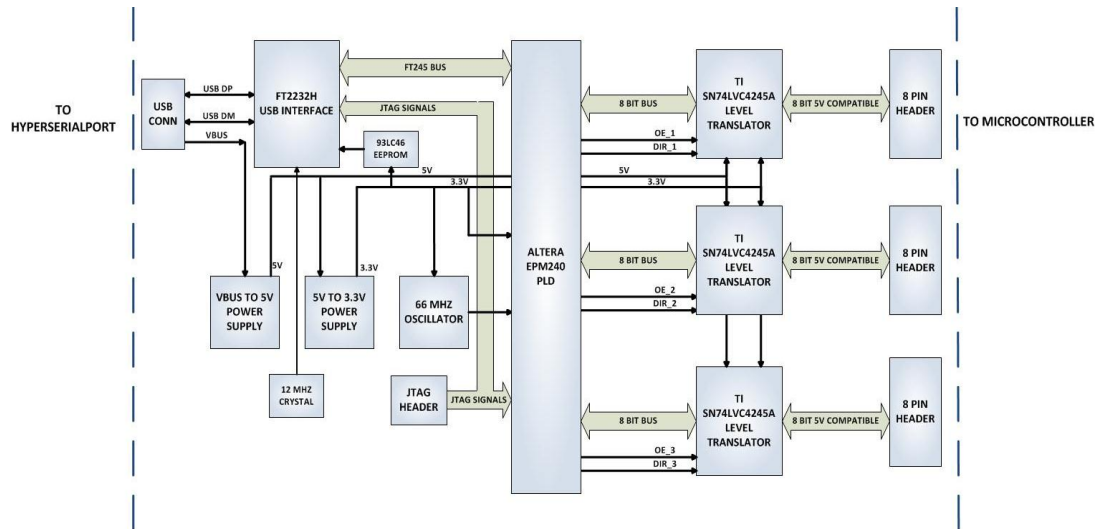 TO
HYPERSERIALPORT
USB
CONN
USB DP
USB DM
VBUS
FT2232H
USB INTERFACE
FT245 BUS
JTAG SIGNALS
93LC46
EEPROM
5V
3.3V
5V
VBUS TO 5V
POWER
SUPPLY
3.3V
5V TO 3.3V
POWER
SUPPLY
66 MHZ
OSCILLATOR
12 MHZ
CRYSTAL
JTAG
HEADER
JTAG SIGNALS
ALTERA
EPM240
PLD
8 BIT BUS
OE_1
DIR_1
5V
3.3V
TI
SN74LVC4245A
LEVEL
TRANSLATOR
8 BIT 5V COMPATIBLE
8 PIN
HEADER
8 BIT BUS
OE_2
DIR_2
TI
SN74LVC4245A
LEVEL
TRANSLATOR
8 BIT 5V COMPATIBLE
8 PIN
HEADER
8 BIT BUS
OE_3
DIR_3
TI
SN74LVC4245A
LEVEL
TRANSLATOR
8 BIT 5V COMPATIBLE
8 PIN
HEADER
TO MICROCONTROLLER